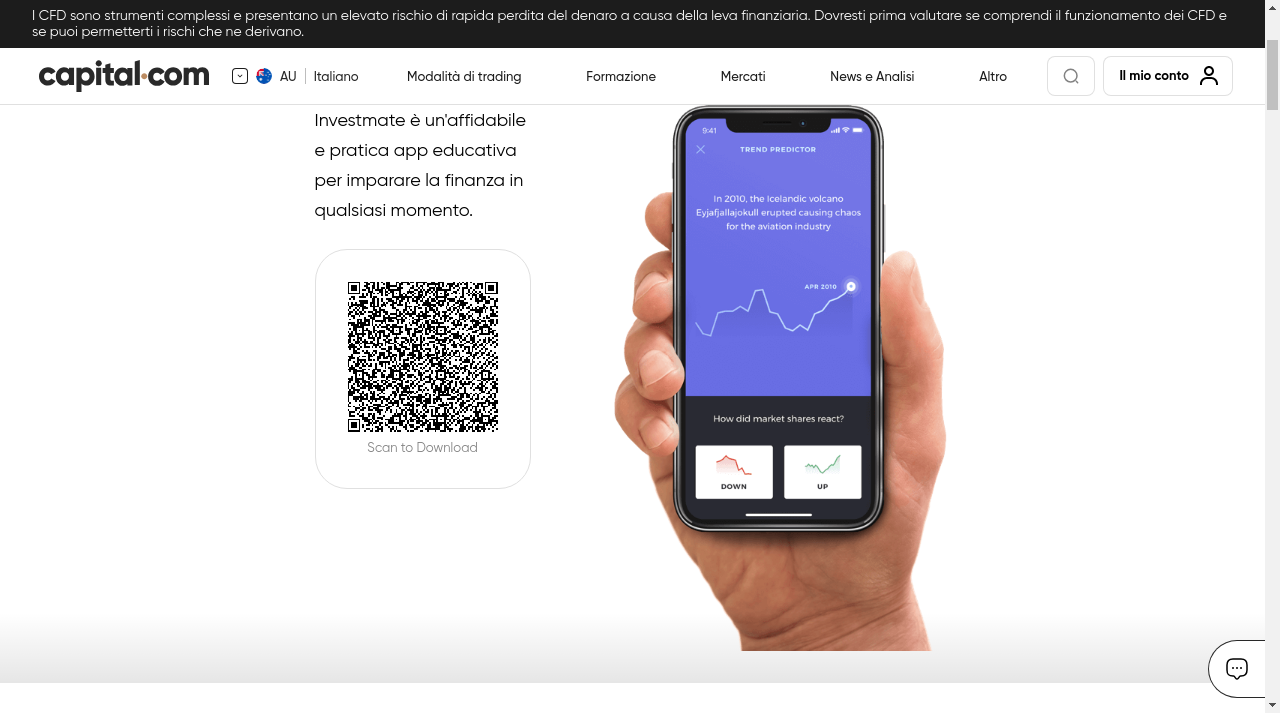 I CFD sono strumenti complessi e presentano un elevato rischio di rapida perdita del denaro a causa della leva finanziaria. Dovresti prima valutare se comprendi il funzionamento dei CFD e
se puoi permetterti i rischi che ne derivano.
capital.com AU Italiano Modalità di trading Formazione Mercati News e Analisi Altro Il mio conto
Investmate è un'affidabile
e pratica app educativa
per imparare la finanza in
qualsiasi momento.
Scan to Download
9:41
TREND PREDICTOR
In 2010, the Icelandic volcano
Eyjafjallajokull erupted causing chaos
for the aviation industry
APR 2010
How did market shares react?
DOWN UP